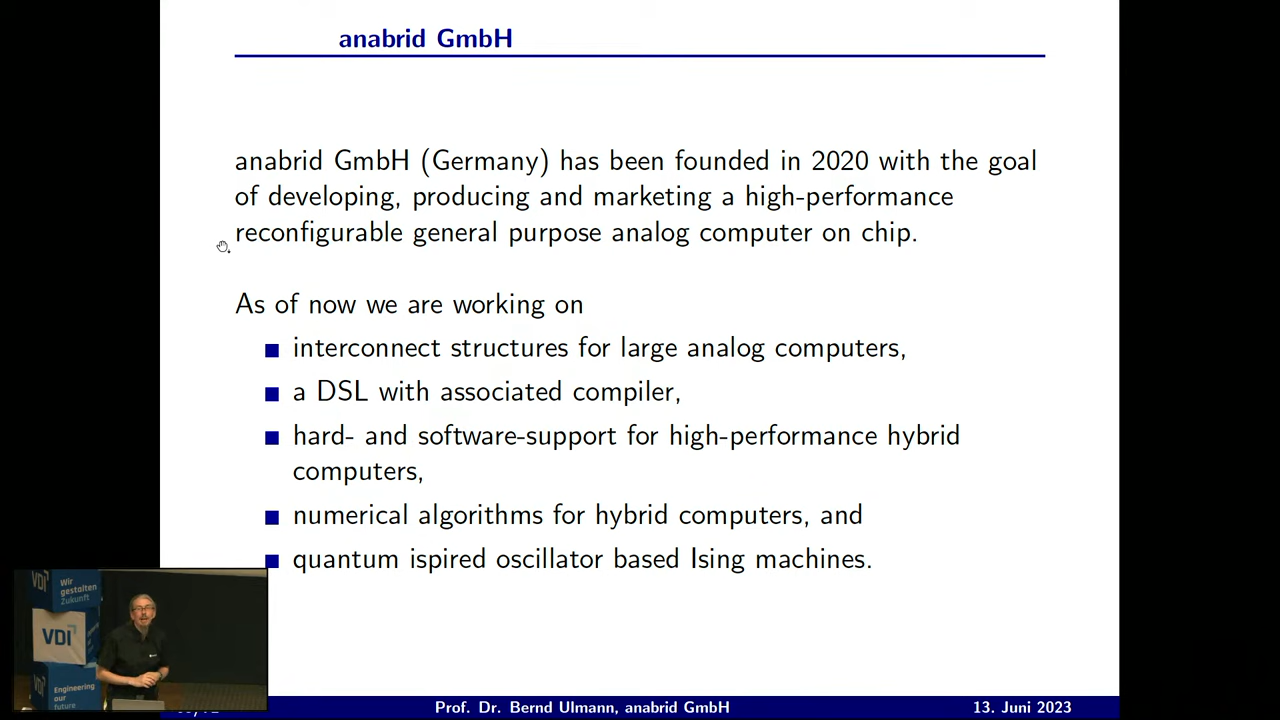 anabrid GmbH
anabrid GmbH (Germany) has been founded in 2020 with the goal
of developing, producing and marketing a high-performance
reconfigurable general purpose analog computer on chip.
As of now we are working on
interconnect structures for large analog computers,
a DSL with associated compiler,
hard- and software-support for high-performance hybrid
computers,
numerical algorithms for hybrid computers, and
quantum ispired oscillator based Ising machines.
VDI
Wir
gestalten
Zukunft
VDI
VDI
Engineering
our
future
Prof. Dr. Bernd Ulmann, anabrid GmbH
13. Juni 2023